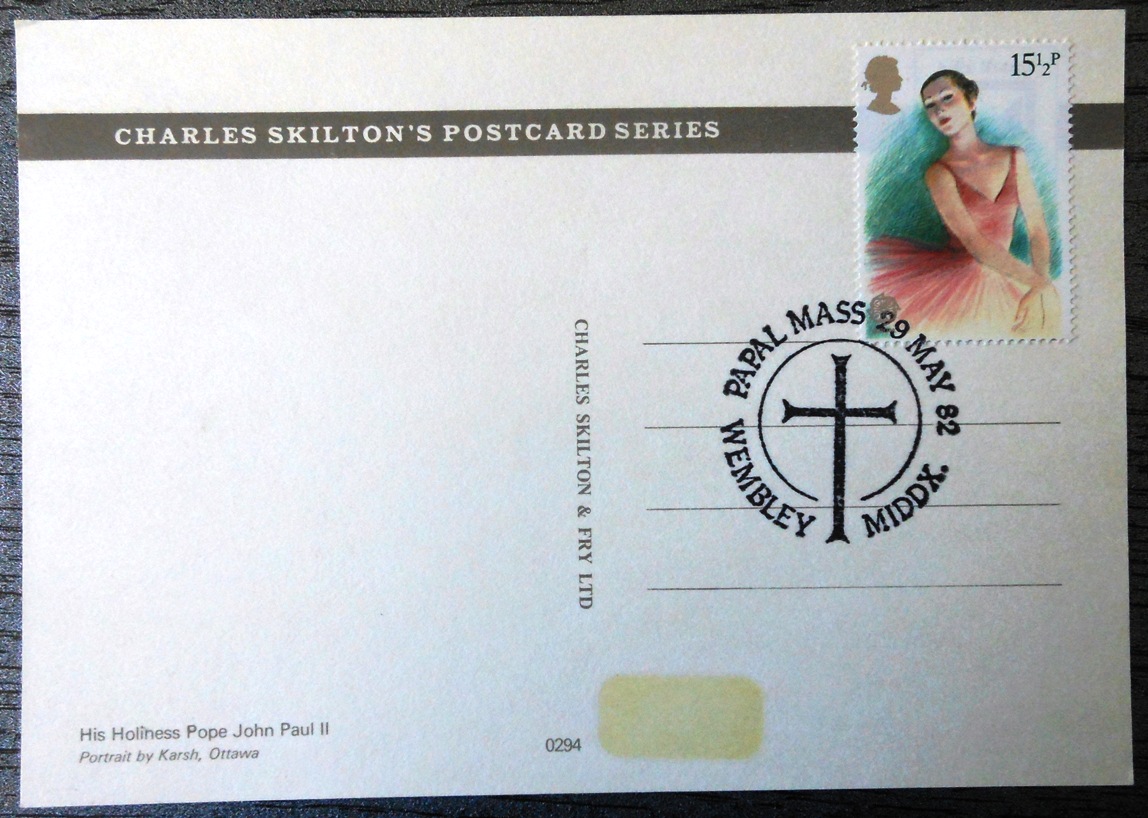 15½P
CHARLES SKILTON'S POSTCARD SERIES
CHARLES SKILTON & FRY LTD
PAPAL MASS 29 MAY 82
WEMBLEY MIDDX.
His Holiness Pope John Paul II
Portrait by Karsh, Ottawa
0294